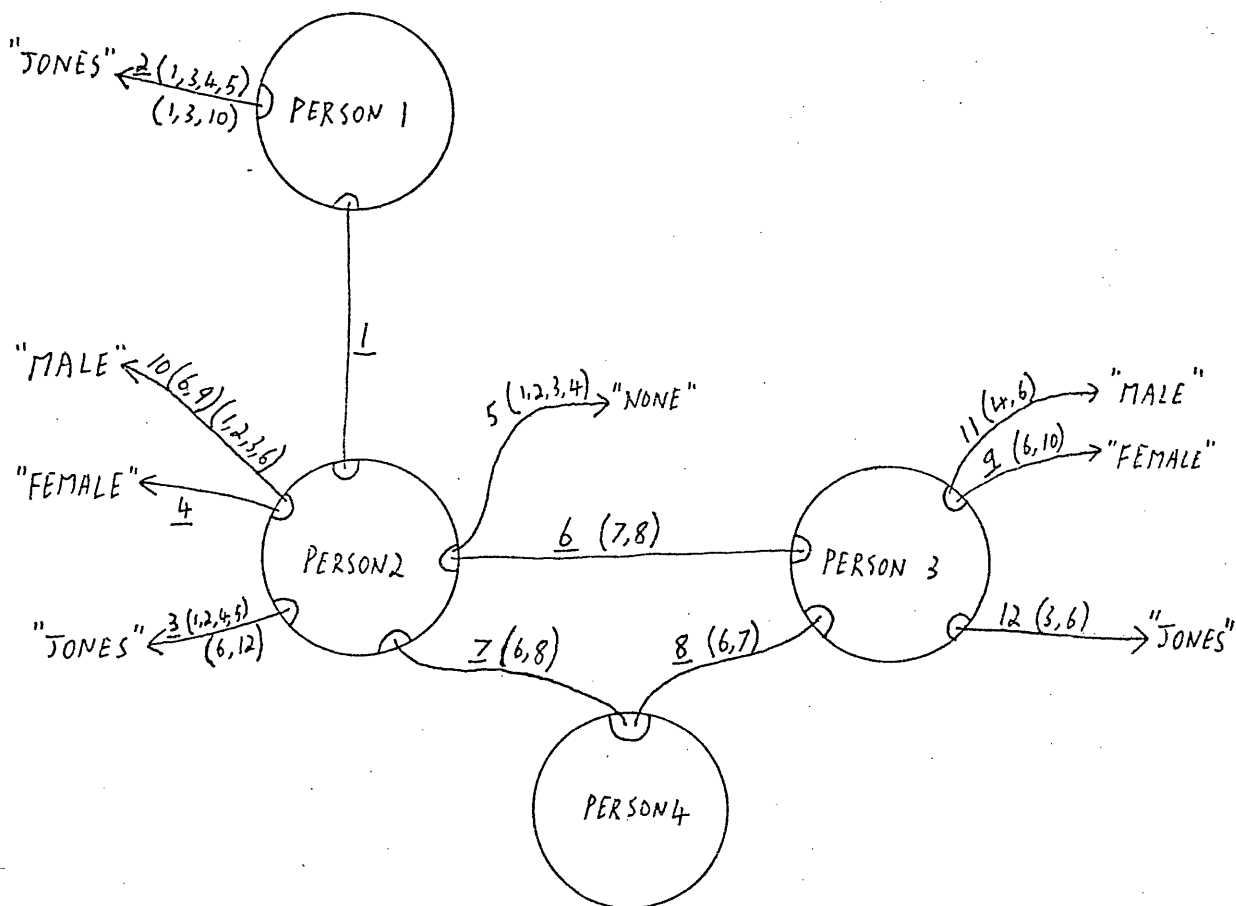 "JONES"
2 (1,3,4,5)
(1,3,10)
PERSON 1
1
"MALE"
10 (6,9)(1,2,3,6)
5 (1,2,3,4)
"NONE"
11 (4,6)
"MALE"
"FEMALE"
4
9 (6,10)
"FEMALE"
PERSON2
6 (7,8)
PERSON 3
"JONES"
3 (1,2,4,5)
(6,12)
7 (6,8)
8 (6,7)
12 (3,6)
"JONES"
PERSON4